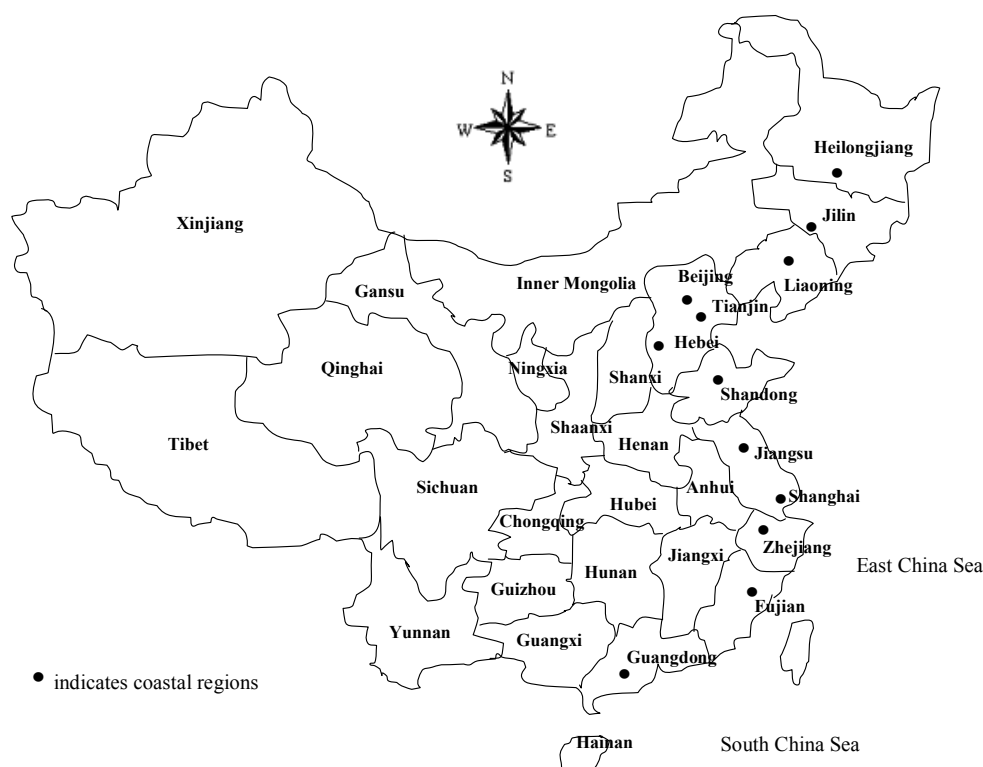 N
W E
S
Heilongjiang
Jilin
Xinjiang
Beijing
Liaoning
Inner Mongolia
Gansu
Tianjin
Hebei
Qinghai
Ningxia
Shanxi
Shandong
Shaanxi
Tibet
Henan
Jiangsu
Sichuan
Anhui
Shanghai
Hubei
Chongqing
Zhejiang
Jiangxi
East China Sea
Hunan
Guizhou
Fujian
Yunnan
Guangxi
Guangdong
indicates coastal regions
Hainan
South China Sea